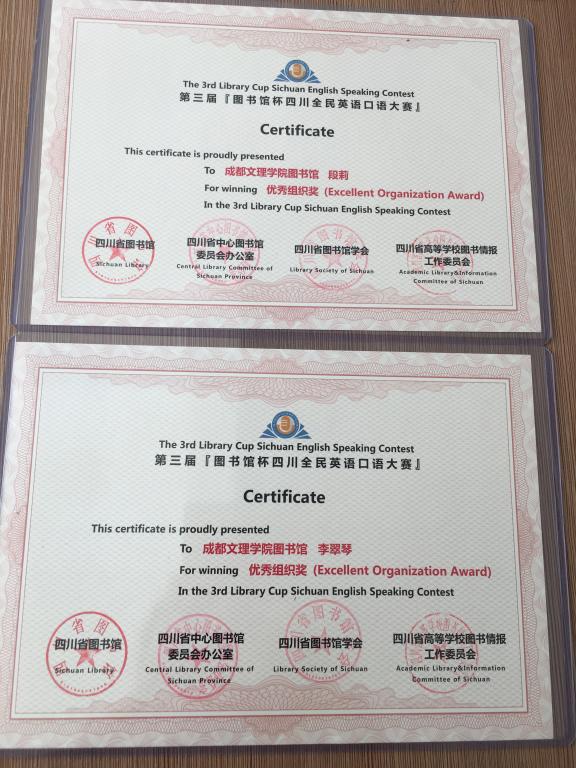 The 3rd Library Cup Sichuan English Speaking Contest
第三届『图书馆杯四川全民英语口语大赛』
Certificate
This certificate is proudly presented
To 成都文理学院图书馆 段莉
For winning 优秀组织奖 (Excellent Organization Award)
In the 3rd Library Cup Sichuan English Speaking Contest
四川省图书馆
Sichuan Library
四川省中心图书馆
委员会办公室
Central Library Committee of
Sichuan Province
四川省图书馆学会
Library Society of Sichuan
四川省高等学校图书情报
工作委员会
Academic Library&Information
Committee of Sichuan
The 3rd Library Cup Sichuan English Speaking Contest
第三届『图书馆杯四川全民英语口语大赛』
Certificate
This certificate is proudly presented
To 成都文理学院图书馆 李翠琴
For winning 优秀组织奖 (Excellent Organization Award)
In the 3rd Library Cup Sichuan English Speaking Contest
四川省图书馆
Sichuan Library
四川省中心图书馆
委员会办公室
Central Library Committee of
Sichuan Province
四川省图书馆学会
Library Society of Sichuan
四川省高等学校图书情报
工作委员会
Academic Library&Information
Committee of Sichuan